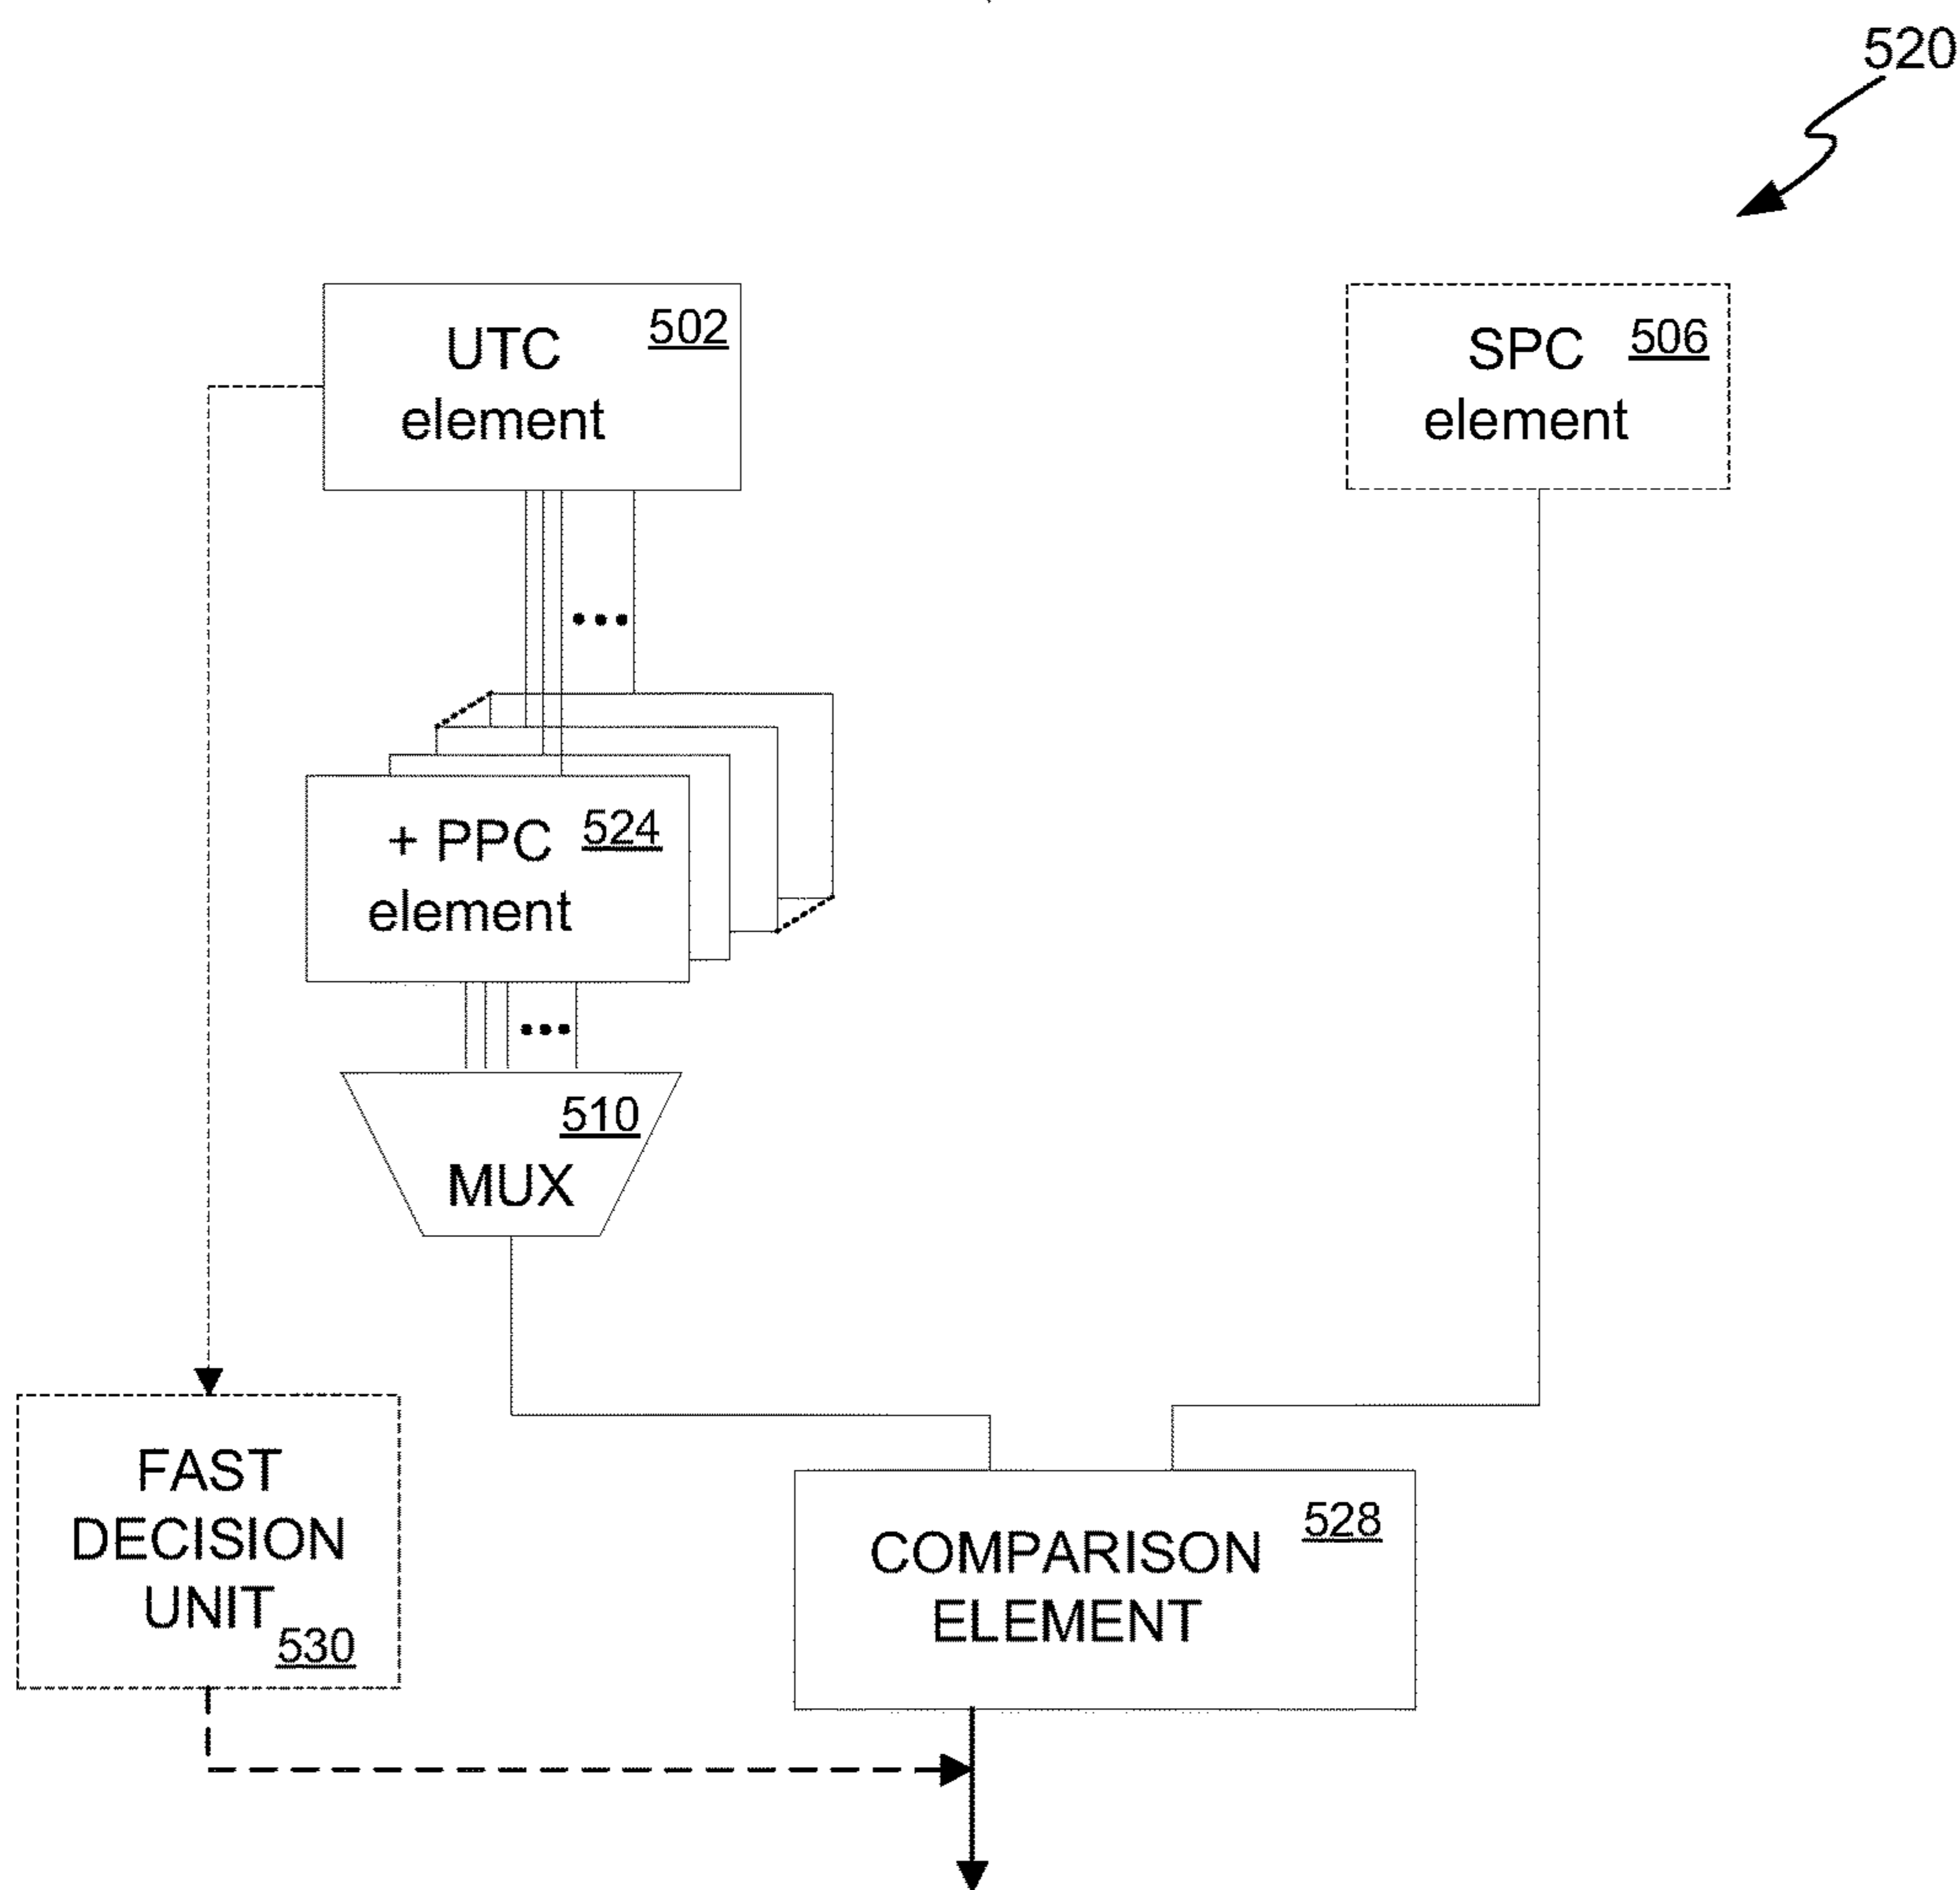 520
UTC 502
element
SPC 506
element
...
+ PPC 524
element
...
510
MUX
FAST
DECISION
UNIT
530
COMPARISON 528
ELEMENT